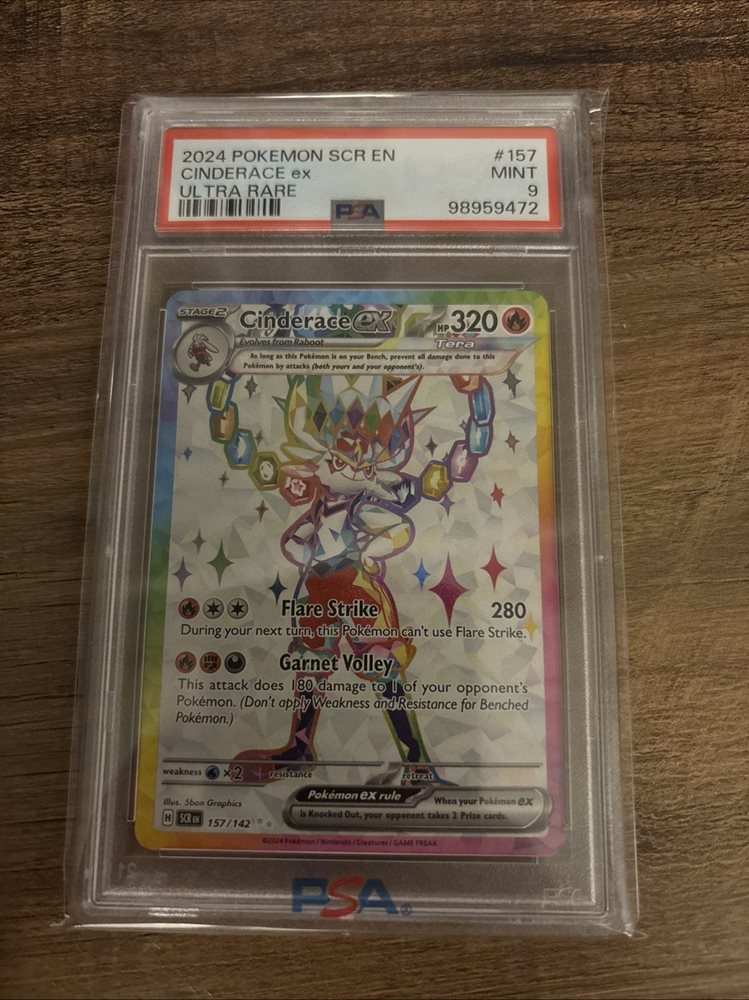 2024 POKEMON SCR EN #157
CINDERACE ex MINT
ULTRA RARE 9
PSA 98959472
STAGE2 Cinderace ex HP 320
Evolves from Raboot Tera
As long as this Pokémon is on your Bench, prevent all damage done to this
Pokémon by attacks (both yours and your opponent's).
Flare Strike 280
During your next turn, this Pokémon can't use Flare Strike.
Garnet Volley
This attack does 180 damage to 1 of your opponent's
Pokémon. (Don't apply Weakness and Resistance for Benched
Pokémon.)
weakness ×2 resistance retreat
Pokémon ex rule When your Pokémon ex
is Knocked Out, your opponent takes 2 Prize cards.
Illus. 5ban Graphics
H SCR EN 157/142
©2024 Pokémon / Nintendo / Creatures / GAME FREAK
PSA®